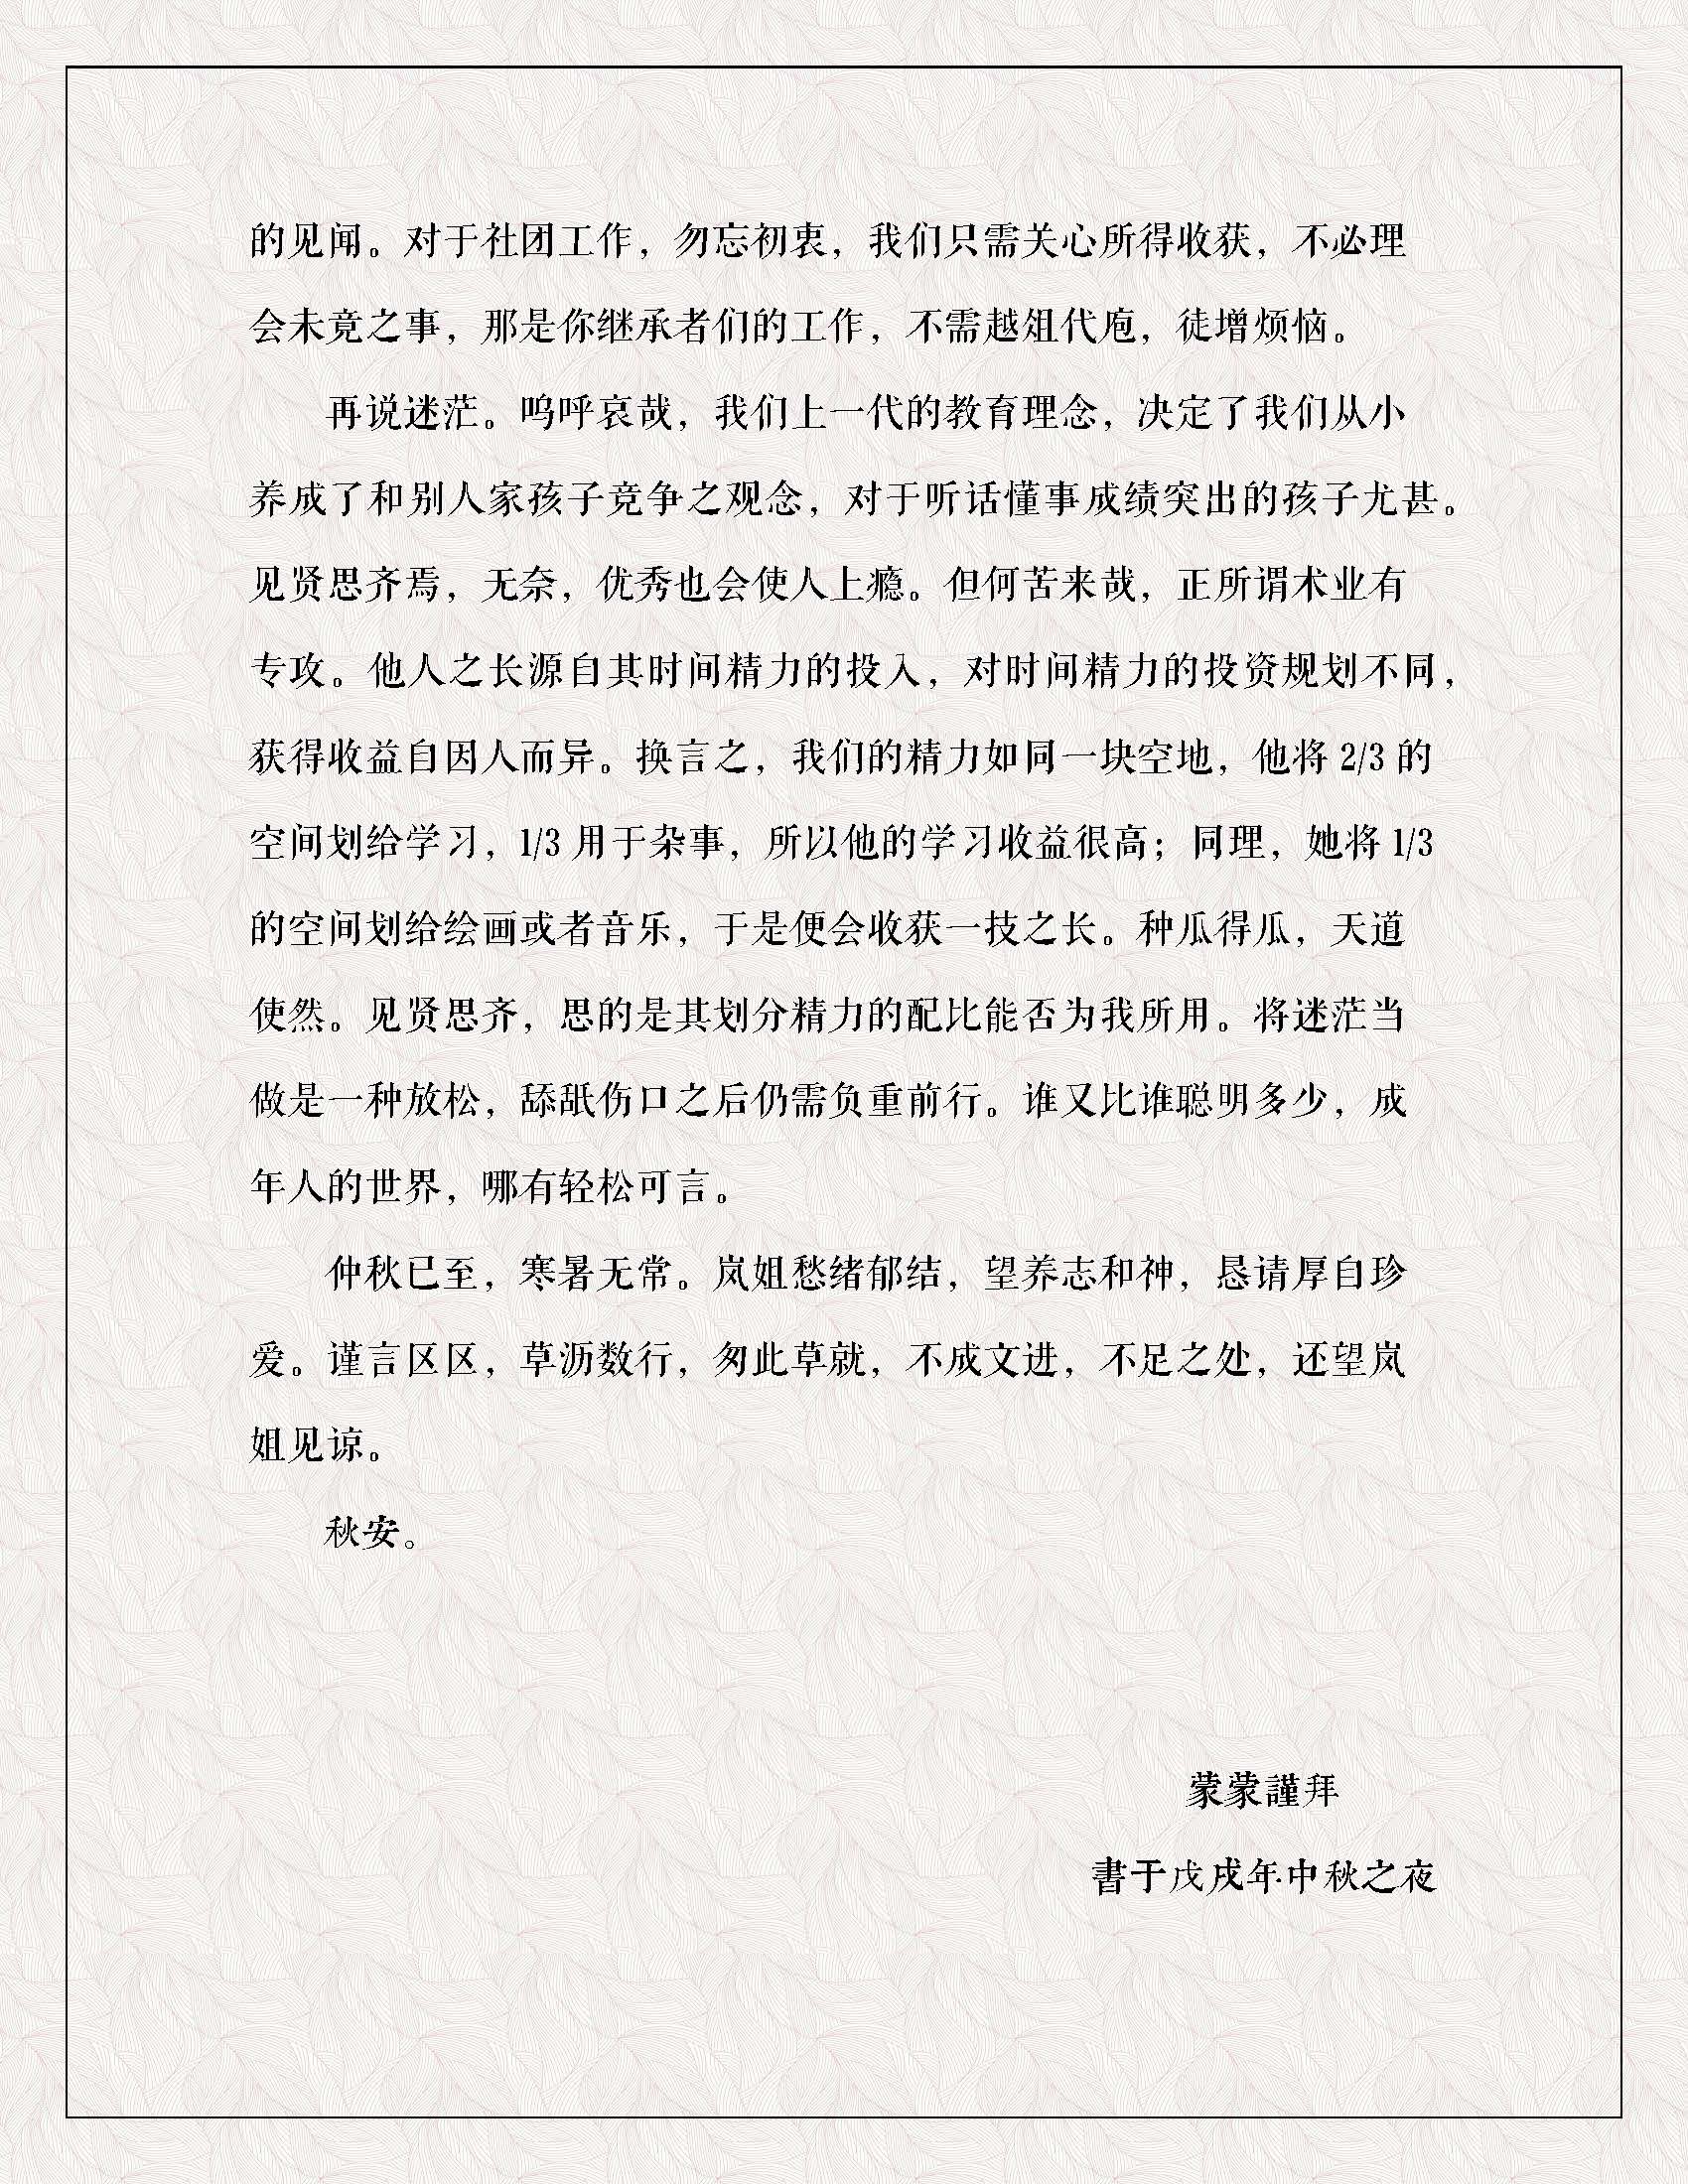 的见闻。对于社团工作，勿忘初衷，我们只需关心所得收获，不必理
会未竟之事，那是你继承者们的工作，不需越俎代庖，徒增烦恼。
再说迷茫。呜呼哀哉，我们上一代的教育理念，决定了我们从小
养成了和别人家孩子竞争之观念，对于听话懂事成绩突出的孩子尤甚。
见贤思齐焉，无奈，优秀也会使人上瘾。但何苦来哉，正所谓术业有
专攻。他人之长源自其时间精力的投入，对时间精力的投资规划不同，
获得收益自因人而异。换言之，我们的精力如同一块空地，他将 2/3 的
空间划给学习，1/3 用于杂事，所以他的学习收益很高；同理，她将 1/3
的空间划给绘画或者音乐，于是便会收获一技之长。种瓜得瓜，天道
使然。见贤思齐，思的是其划分精力的配比能否为我所用。将迷茫当
做是一种放松，舔舐伤口之后仍需负重前行。谁又比谁聪明多少，成
年人的世界，哪有轻松可言。
仲秋已至，寒暑无常。岚姐愁绪郁结，望养志和神，恳请厚自珍
爱。谨言区区，草沥数行，匆此草就，不成文进，不足之处，还望岚
姐见谅。
秋安。
蒙蒙謹拜
書于戊戌年中秋之夜